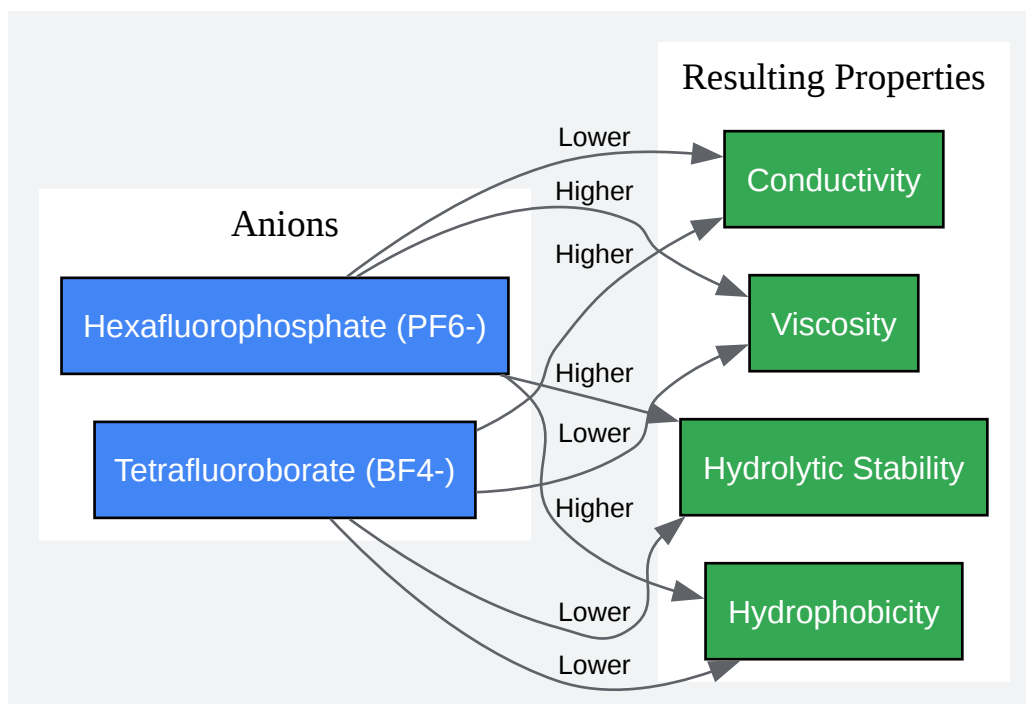 Resulting Properties
Lower
Conductivity
Higher
Anions
Higher
Hexafluorophosphate (PF6-)
Viscosity
Higher
Lower
Tetrafluoroborate (BF4-)
Hydrolytic Stability
Higher
Lower
Hydrophobicity
Lower